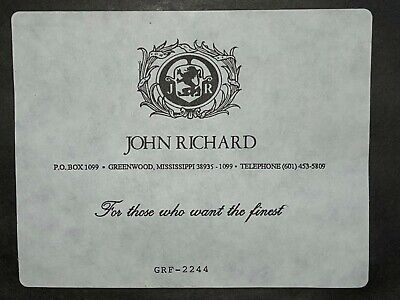 J R
JOHN RICHARD
P.O. BOX 1099 • GREENWOOD, MISSISSIPPI 38935-1099 • TELEPHONE (601) 453-5809
For those who want the finest
GRF-2244